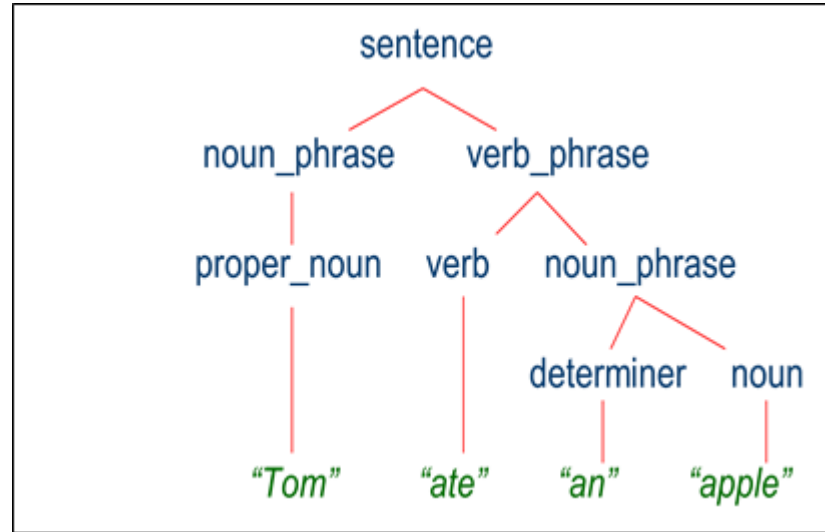 sentence
noun_phrase verb_phrase
proper_noun verb noun_phrase
determiner noun
“Tom” “ate” “an” “apple”